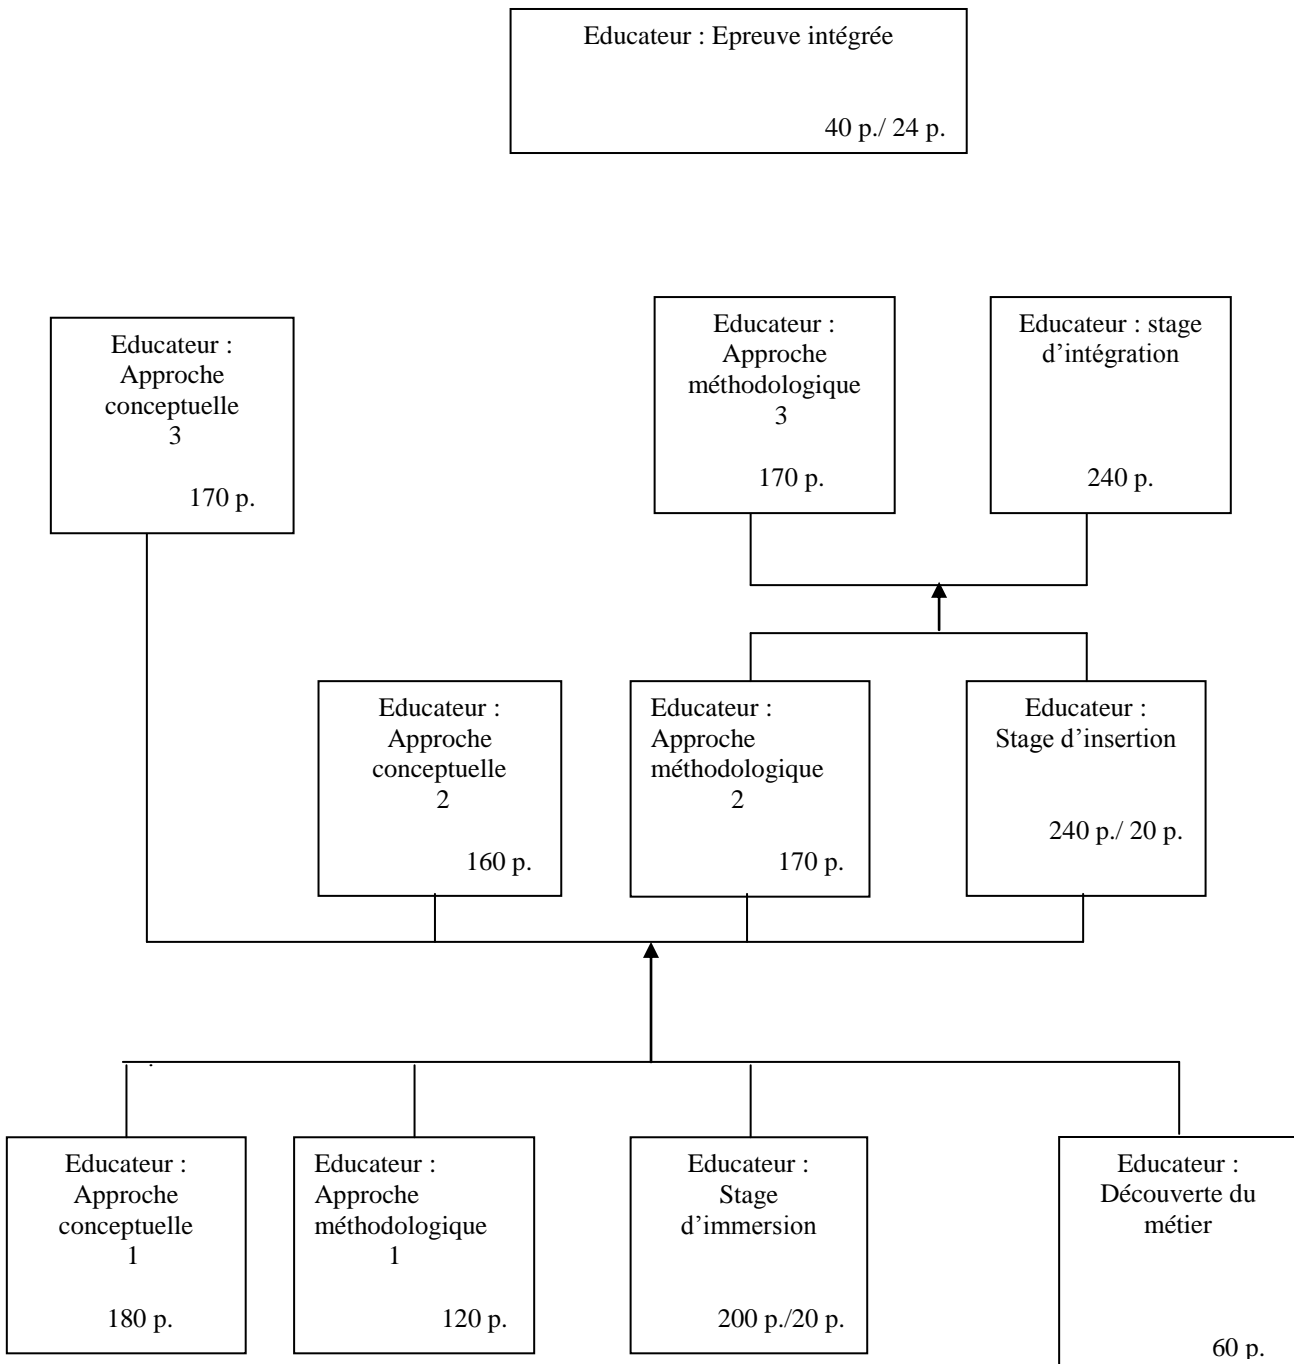 Educateur : Epreuve intégrée
40 p./ 24 p.
Educateur :
Approche
conceptuelle
3
170 p.
Educateur :
Approche
méthodologique
3
170 p.
Educateur : stage
d’intégration
240 p.
Educateur :
Approche
conceptuelle
2
160 p.
Educateur :
Approche
méthodologique
2
170 p.
Educateur :
Stage d’insertion
240 p./ 20 p.
Educateur :
Approche
conceptuelle
1
180 p.
Educateur :
Approche
méthodologique
1
120 p.
Educateur :
Stage
d’immersion
200 p./20 p.
Educateur :
Découverte du
métier
60 p.